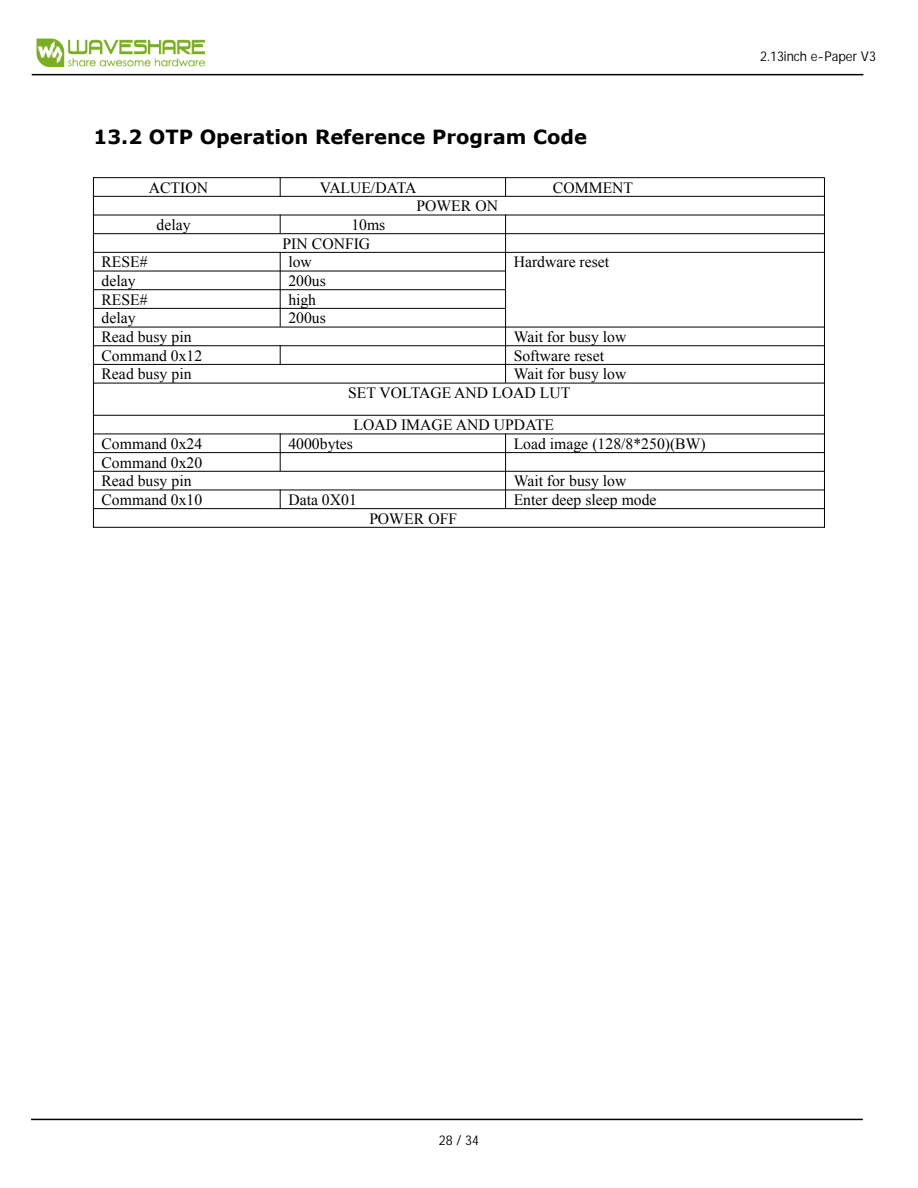 WAVESHARE
share awesome hardware
2.13inch e-Paper V3
13.2 OTP Operation Reference Program Code
ACTION VALUE/DATA COMMENT
POWER ON
delay 10ms
PIN CONFIG
RESE# low Hardware reset
delay 200us
RESE# high
delay 200us
Read busy pin Wait for busy low
Command 0x12 Software reset
Read busy pin Wait for busy low
SET VOLTAGE AND LOAD LUT
LOAD IMAGE AND UPDATE
Command 0x24 4000bytes Load image (128/8*250)(BW)
Command 0x20
Read busy pin Wait for busy low
Command 0x10 Data 0X01 Enter deep sleep mode
POWER OFF
28 / 34